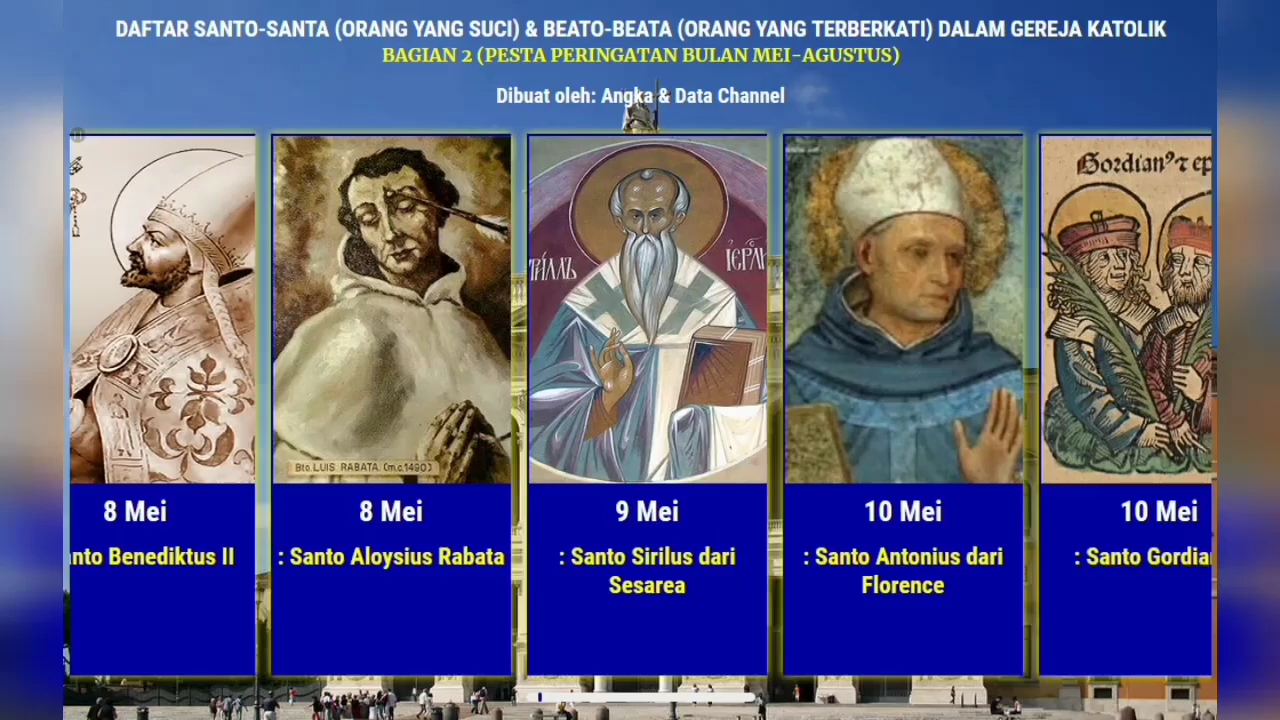 DAFTAR SANTO-SANTA (ORANG YANG SUCI) & BEATO-BEATA (ORANG YANG TERBERKATI) DALAM GEREJA KATOLIK
BAGIAN 2 (PESTA PERINGATAN BULAN MEI-AGUSTUS)
Dibuat oleh: Angka & Data Channel
Bto. LUIS RABATA. (m.c.1490)
8 Mei
nto Benediktus II
8 Mei
: Santo Aloysius Rabata
9 Mei
: Santo Sirilus dari
Sesarea
10 Mei
: Santo Antonius dari
Florence
10 Mei
: Santo Gordia